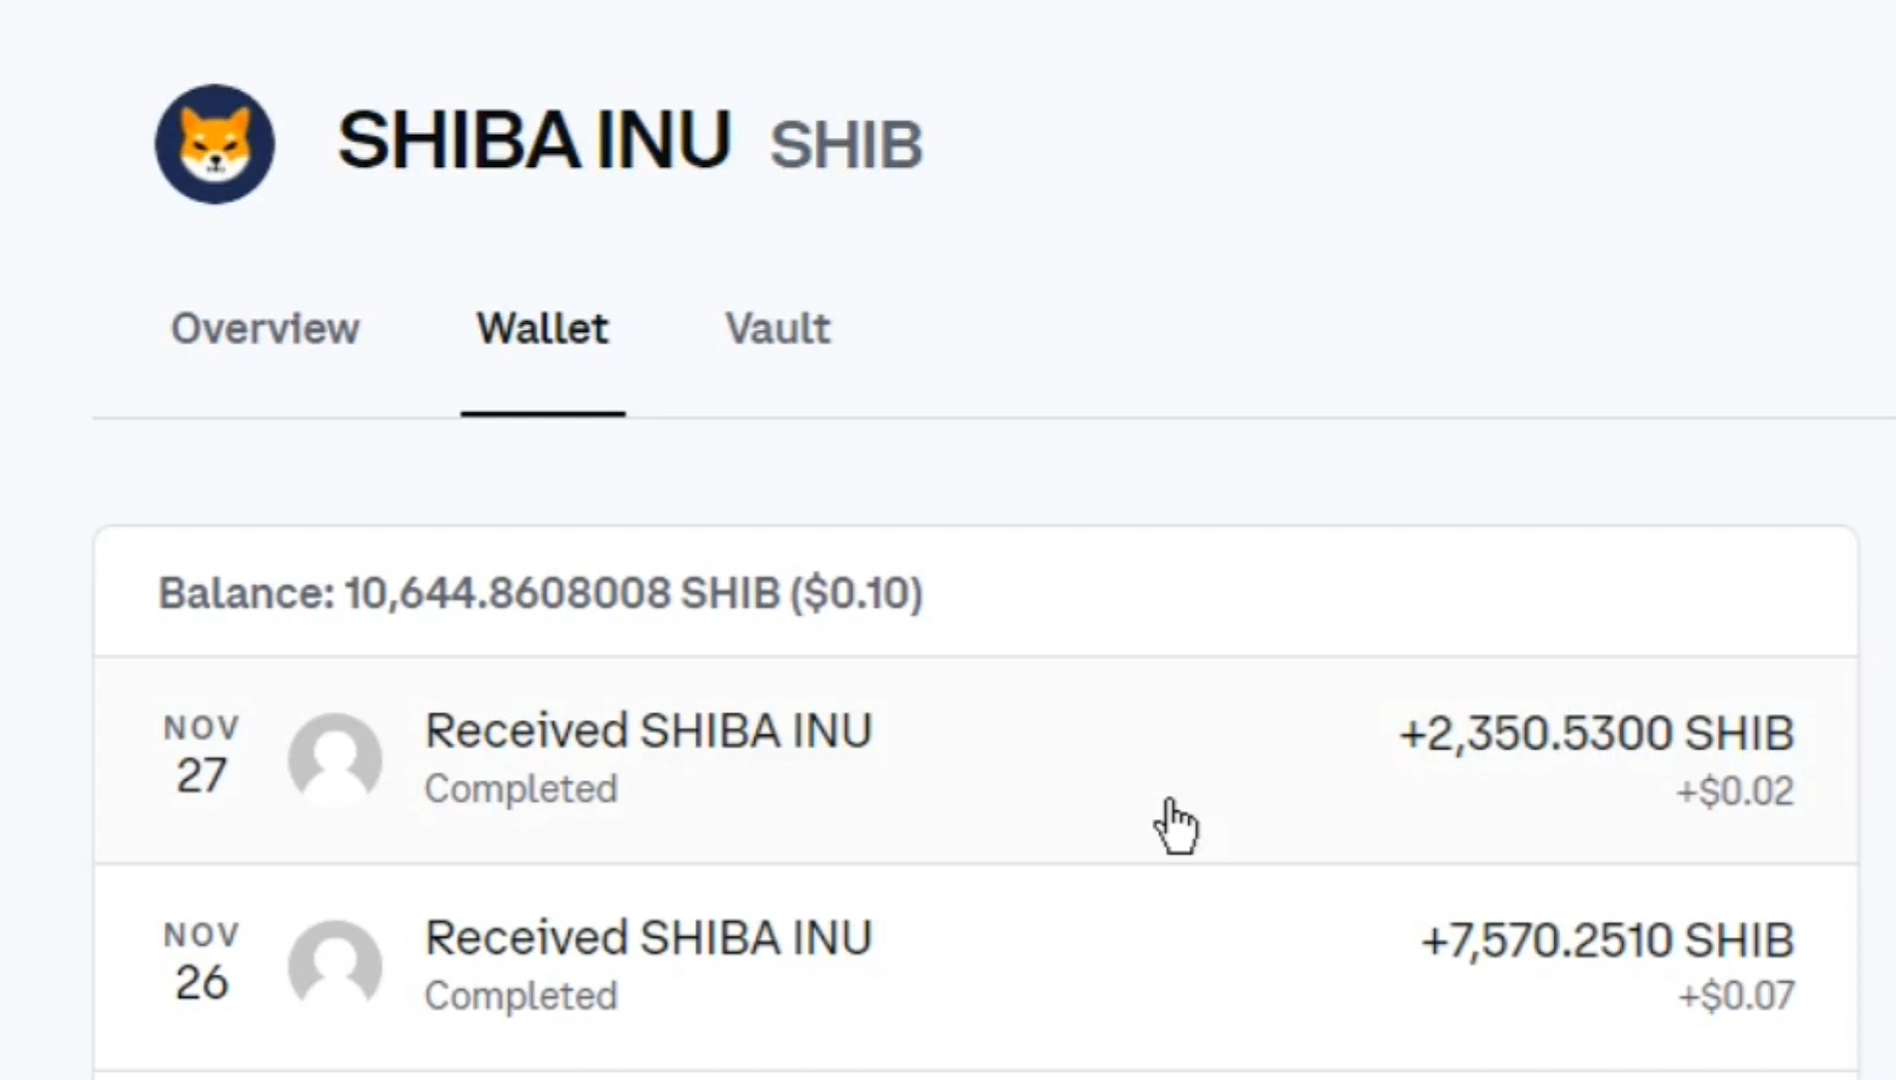 SHIBA INU SHIB
Overview Wallet Vault
Balance: 10,644.8608008 SHIB ($0.10)
NOV
27
Received SHIBA INU
Completed
+2,350.5300 SHIB
+$0.02
NOV
26
Received SHIBA INU
Completed
+7,570.2510 SHIB
+$0.07